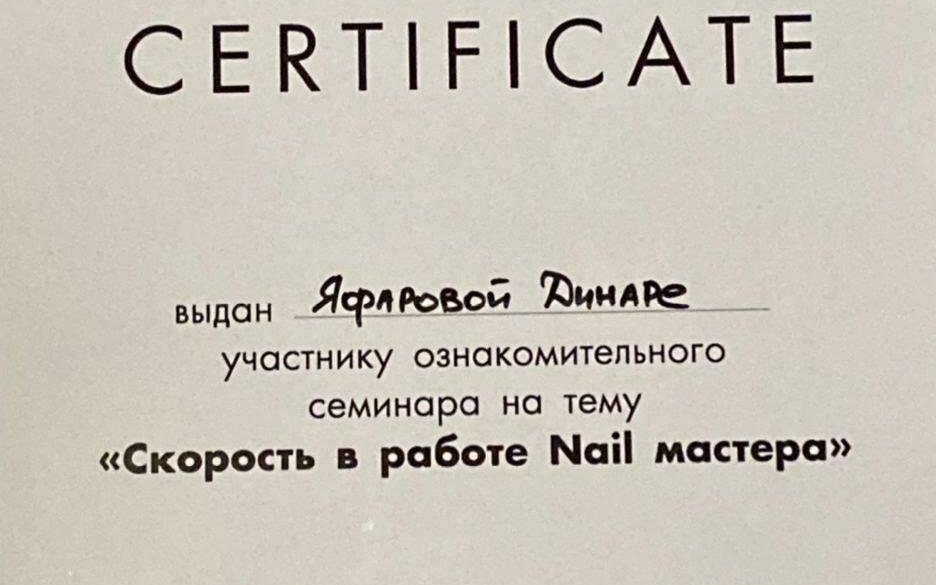 CERTIFICATE
выдан Яфаровой Динаре
участнику ознакомительного
семинара на тему
«Скорость в работе Nail мастера»